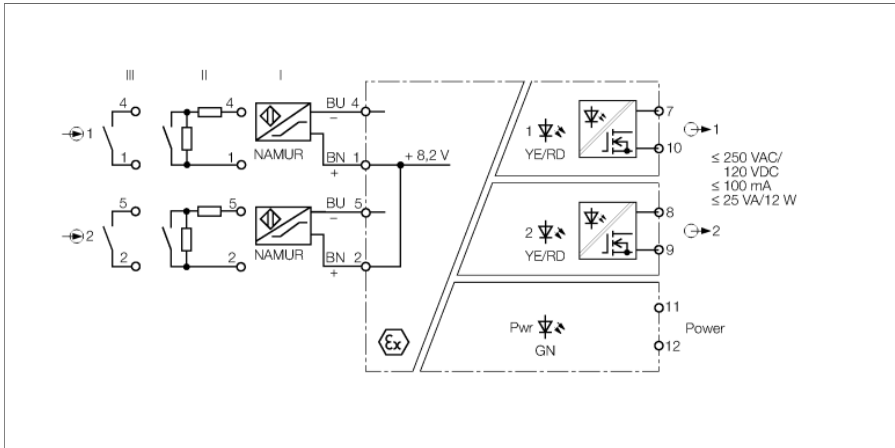 III II I
4 4 BU 4
−
1 7
1 1 1 10
YE/RD
NAMUR BN 1 + 8,2 V
+
≤ 250 VAC/
120 VDC
≤ 100 mA
≤ 25 VA/12 W
5 5 BU 5
−
2 8
2 2 2 9
YE/RD
NAMUR BN 2
+
Pwr 11
GN 12
Power
Ex